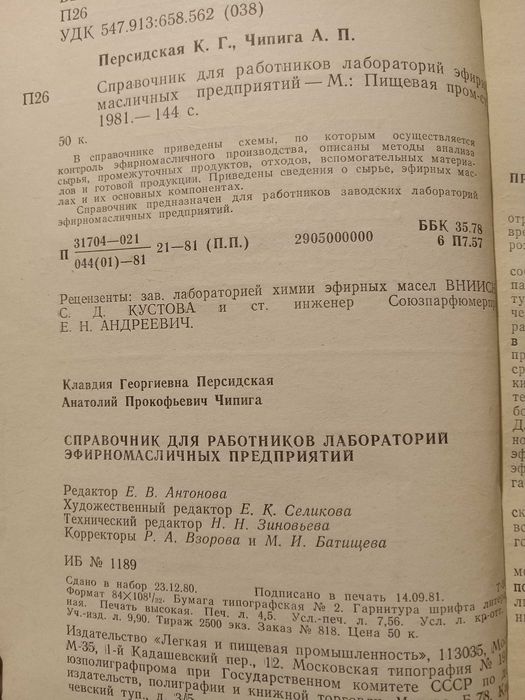 П26
УДК 547.913:658.562 (038)
Персидская К. Г., Чипига А. П.
П26
Справочник для работников лабораторий эфирно-
масличных предприятий — М.: Пищевая пром-сть,
1981.— 144 с.
50 к.
В справочнике приведены схемы, по которым осуществляется
контроль эфирномасличного производства, описаны методы анализа
сырья, промежуточных продуктов, отходов, вспомогательных материа-
лов и готовой продукции. Приведены сведения о сырье, эфирных мас-
лах и их основных компонентах.
Справочник предназначен для работников заводских лабораторий
эфирномасличных предприятий.
П 31704—021
044(01)—81 21—81 (П.П.) 2905000000
ББК 35.78
6 П7.57
Рецензенты: зав. лабораторией химии эфирных масел
С. Д. КУСТОВА и ст. инженер
Е. Н. АНДРЕЕВИЧ.
Клавдия Георгиевна Персидская
Анатолий Прокофьевич Чипига
СПРАВОЧНИК ДЛЯ РАБОТНИКОВ ЛАБОРАТОРИЙ
ЭФИРНОМАСЛИЧНЫХ ПРЕДПРИЯТИЙ
Редактор Е. В. Антонова
Художественный редактор Е. К. Селикова
Технический редактор Н. Н. Зиновьева
Корректоры Р. А. Взорова и М. И. Батищева
ИБ № 1189
Сдано в набор 23.12.80. Подписано в печать 14.09.81.
Формат 84×108¹/₃₂. Бумага типографская № 2. Гарнитура шрифта
ная. Печать высокая. Печ. л. 4,5. Усл.-печ. л. 7,56. Усл. л. кр-отт.
Уч.-изд. л. 9,90. Тираж 2500 экз. Заказ № 818. Цена 50 к.
Издательство «Легкая и пищевая промышленность», 113035,
М-35, 1-й Кадашевский пер., 12. Московская типография №
юзполиграфпрома при Государственном комитете СССР по
издательств, полиграфии и книжной торговли.
чевский туп.,